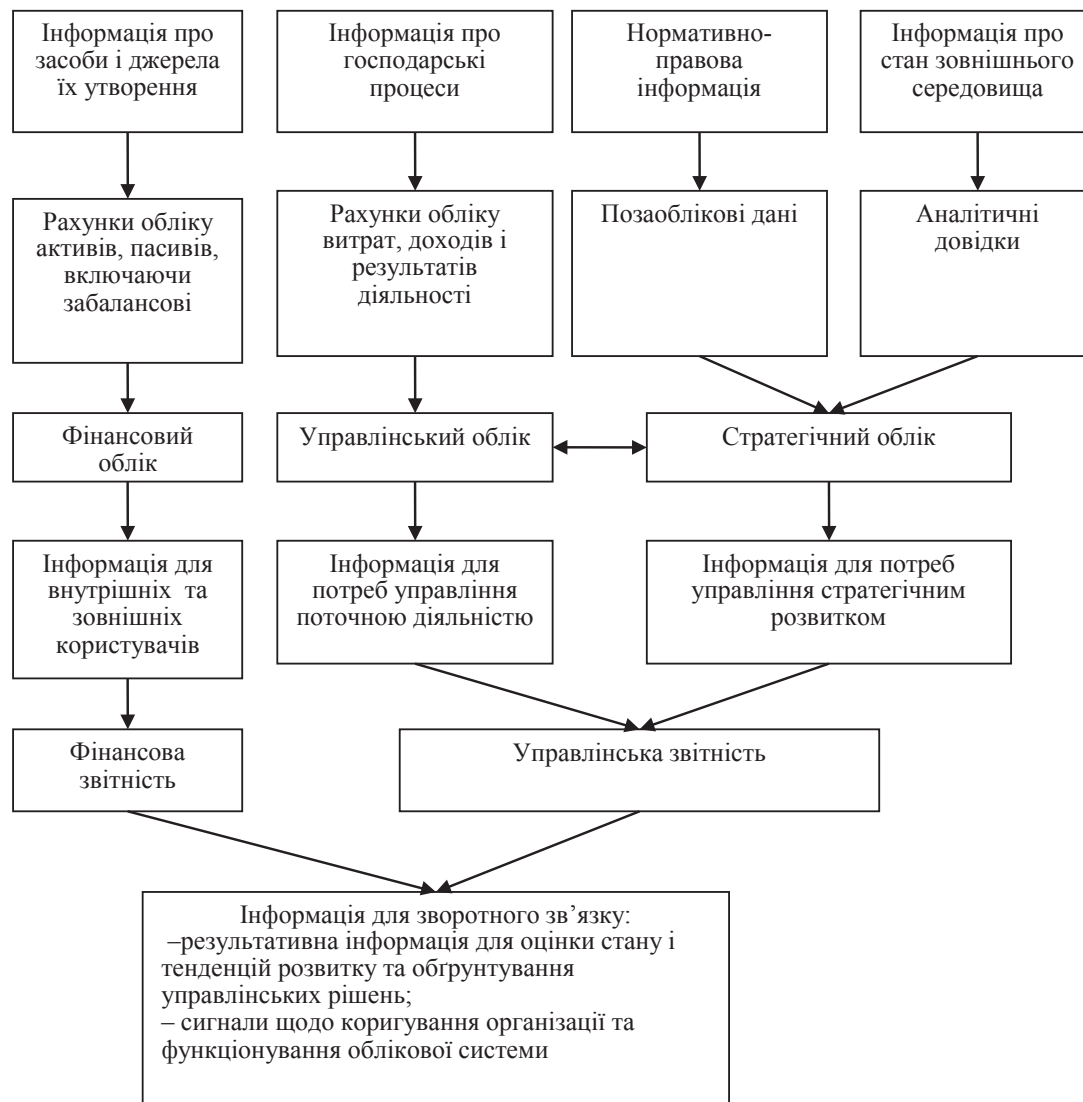 Інформація про
засоби і джерела
їх утворення
Інформація про
господарські
процеси
Нормативно-
правова
інформація
Інформація про
стан зовнішнього
середовища
Рахунки обліку
активів, пасивів,
включаючи
забалансові
Рахунки обліку
витрат, доходів і
результатів
діяльності
Позаоблікові дані
Аналітичні
довідки
Фінансовий
облік
Управлінський облік
Стратегічний облік
Інформація для
внутрішніх та
зовнішніх
користувачів
Інформація для
потреб управління
поточною діяльністю
Інформація для потреб
управління стратегічним
розвитком
Фінансова
звітність
Управлінська звітність
Інформація для зворотного зв’язку:
–результативна інформація для оцінки стану і
тенденцій розвитку та обґрунтування
управлінських рішень;
– сигнали щодо коригування організації та
функціонування облікової системи